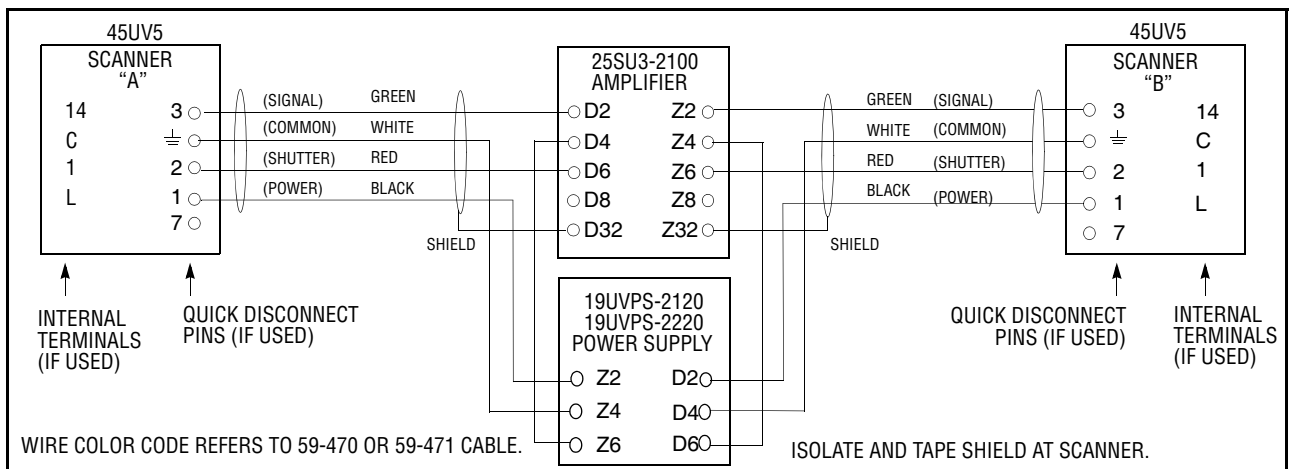 45UV5
SCANNER
“A”
14 3
C ⏚
1 2
L 1
7
(SIGNAL) GREEN
(COMMON) WHITE
(SHUTTER) RED
(POWER) BLACK
SHIELD
INTERNAL
TERMINALS
(IF USED)
QUICK DISCONNECT
PINS (IF USED)
25SU3-2100
AMPLIFIER
D2 Z2
D4 Z4
D6 Z6
D8 Z8
D32 Z32
19UVPS-2120
19UVPS-2220
POWER SUPPLY
Z2 D2
Z4 D4
Z6 D6
GREEN (SIGNAL)
WHITE (COMMON)
RED (SHUTTER)
BLACK (POWER)
SHIELD
45UV5
SCANNER
“B”
3 14
⏚ C
2 1
1 L
7
QUICK DISCONNECT
PINS (IF USED)
INTERNAL
TERMINALS
(IF USED)
WIRE COLOR CODE REFERS TO 59-470 OR 59-471 CABLE.
ISOLATE AND TAPE SHIELD AT SCANNER.